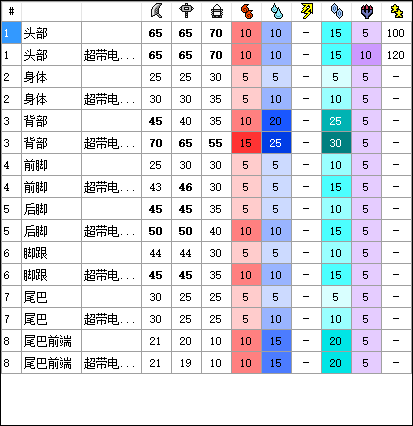 #
1 头部 65 65 70 10 10 – 15 5 100
1 头部 超带电... 65 65 70 10 10 – 15 10 120
2 身体 25 25 30 5 5 – 5 5 –
2 身体 超带电... 30 30 35 5 10 – 10 5 –
3 背部 45 40 35 10 20 – 25 5 –
3 背部 超带电... 70 65 55 15 25 – 30 5 –
4 前脚 25 30 30 5 5 – 10 5 –
4 前脚 超带电... 43 46 30 5 5 – 15 5 –
5 后脚 45 45 35 5 5 – 10 5 –
5 后脚 超带电... 50 50 40 10 10 – 15 5 –
6 脚跟 44 44 30 5 5 – 10 5 –
6 脚跟 超带电... 45 45 35 10 10 – 15 5 –
7 尾巴 30 25 25 5 5 – 5 5 –
7 尾巴 超带电... 30 25 25 5 10 – 10 5 –
8 尾巴前端 21 20 10 10 15 – 20 5 –
8 尾巴前端 超带电... 21 19 10 10 15 – 20 5 –